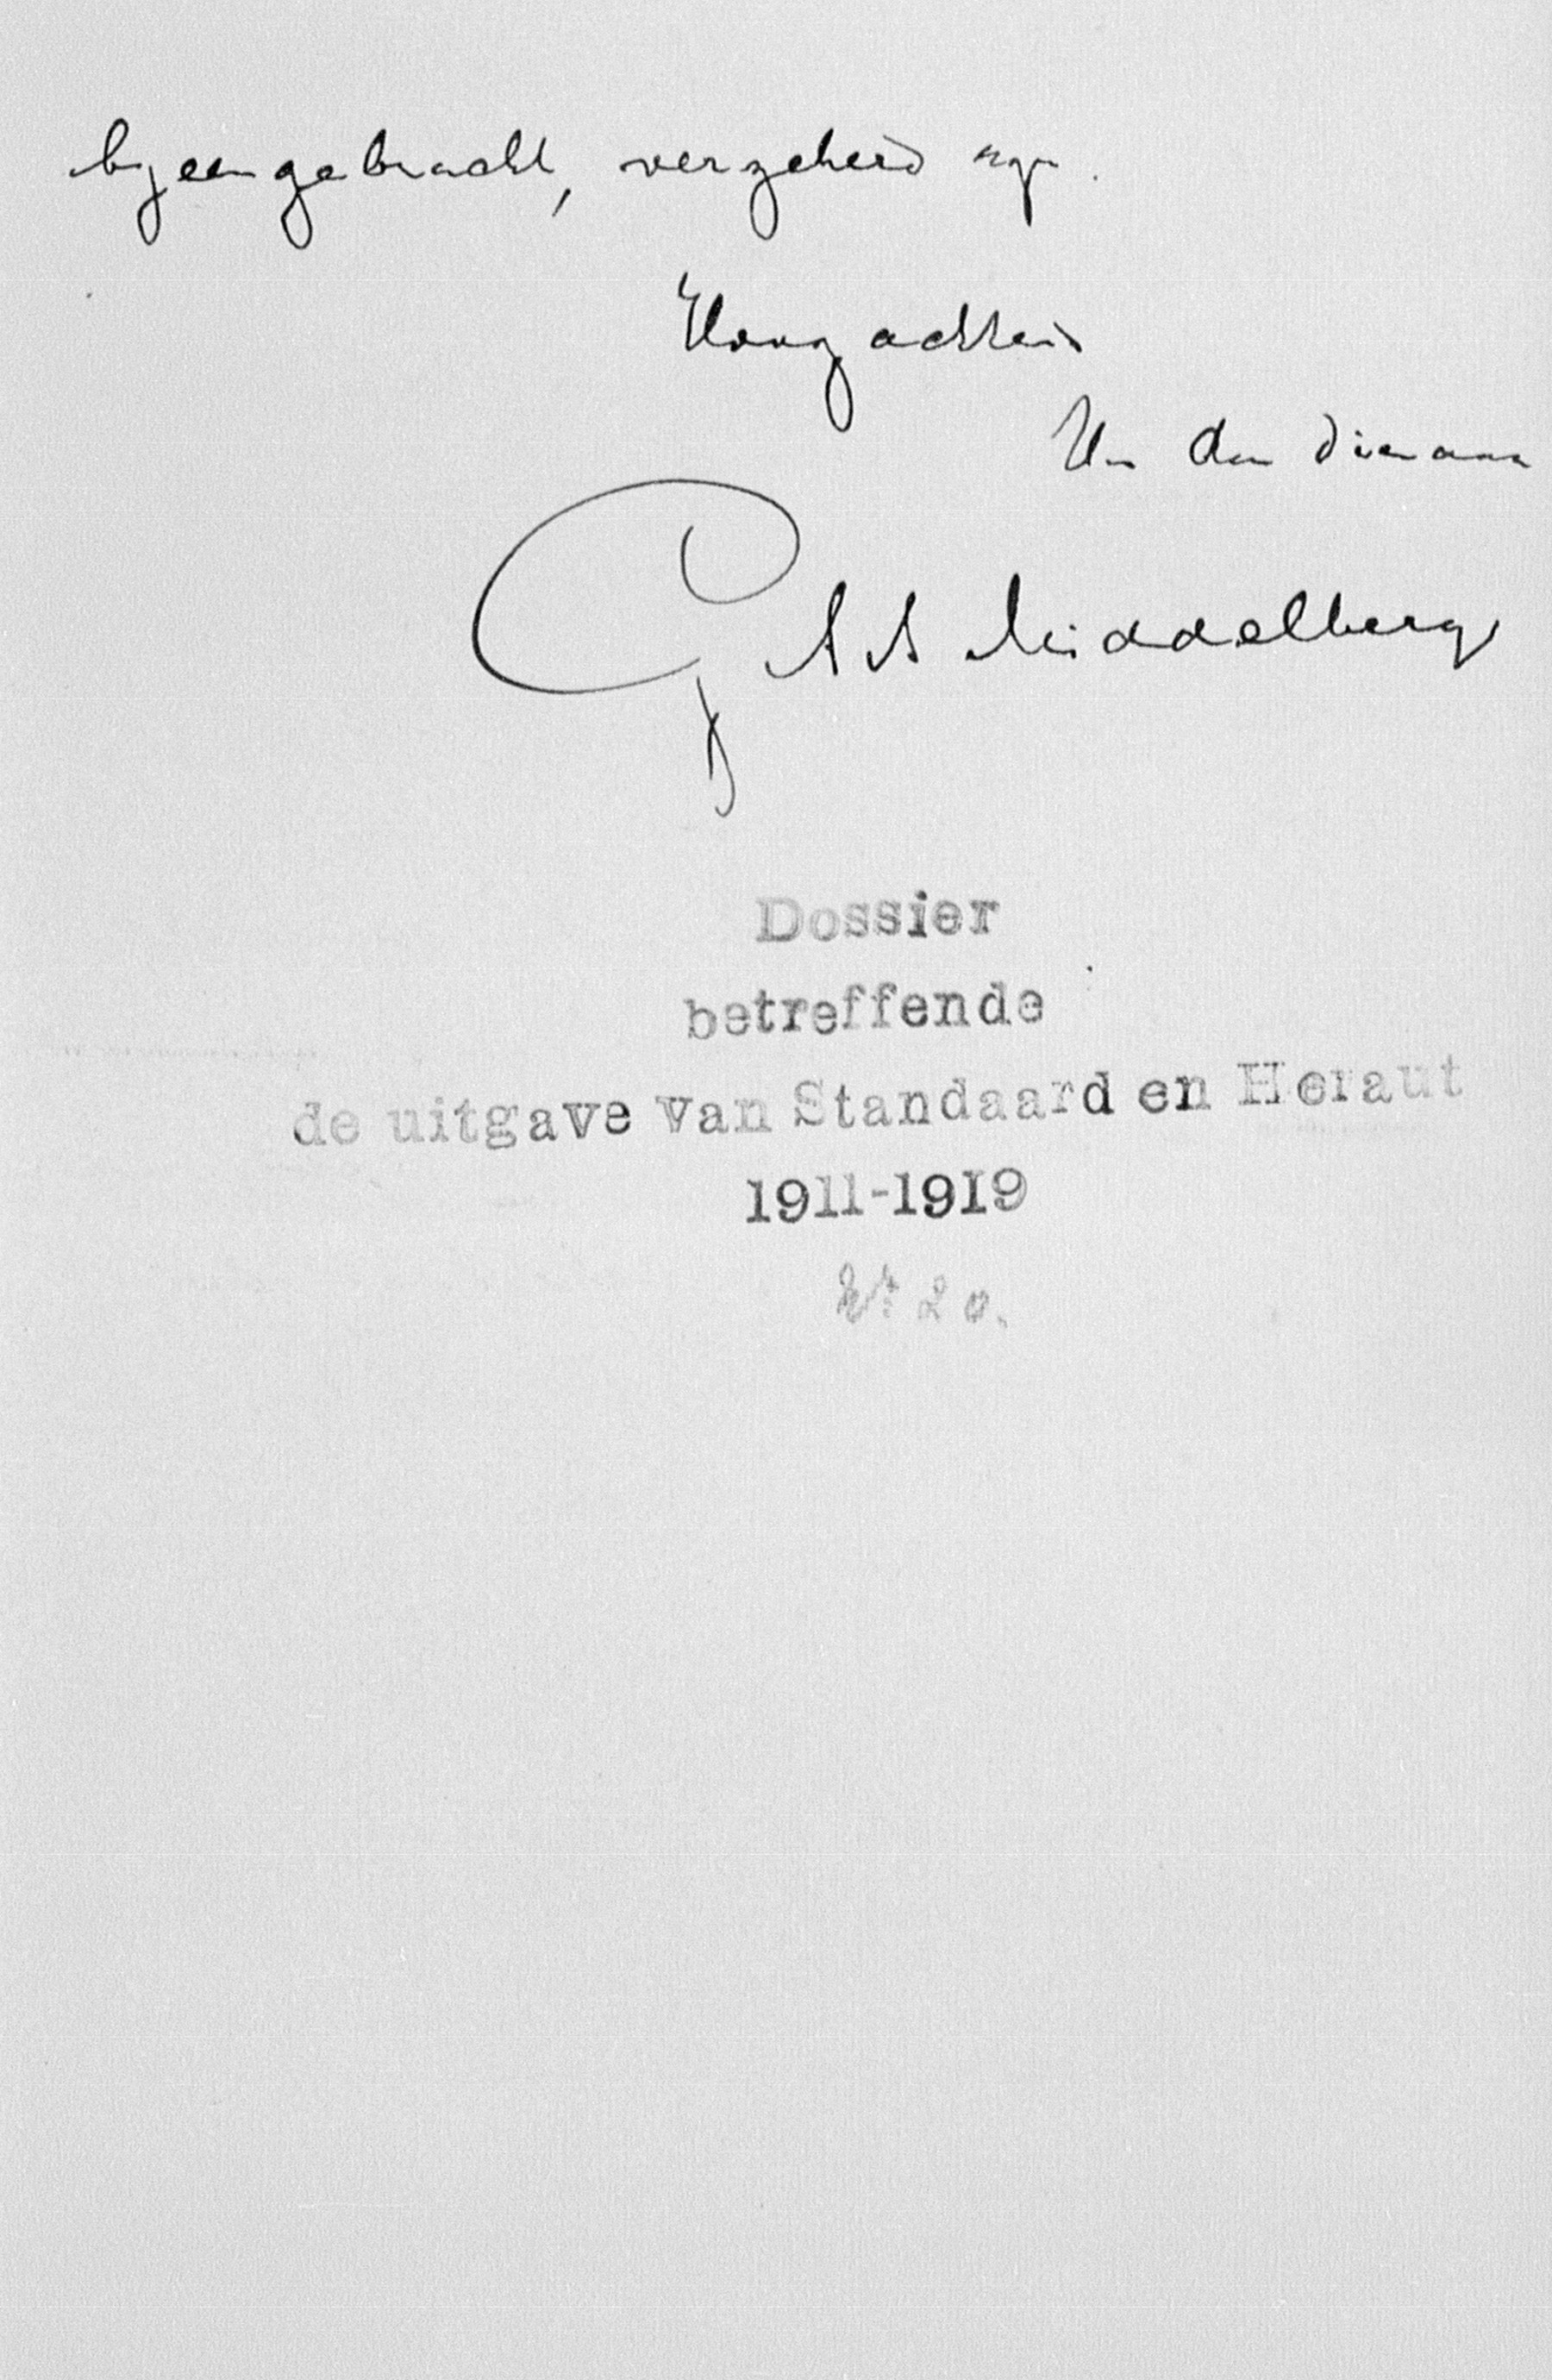 bijeengebracht, verzekerd zijn.
Hoogachtend
Uw dw dienaar
G A A Middelberg
Dossier
betreffende
de uitgave van Standaard en Heraut
1911-1919
No 20.